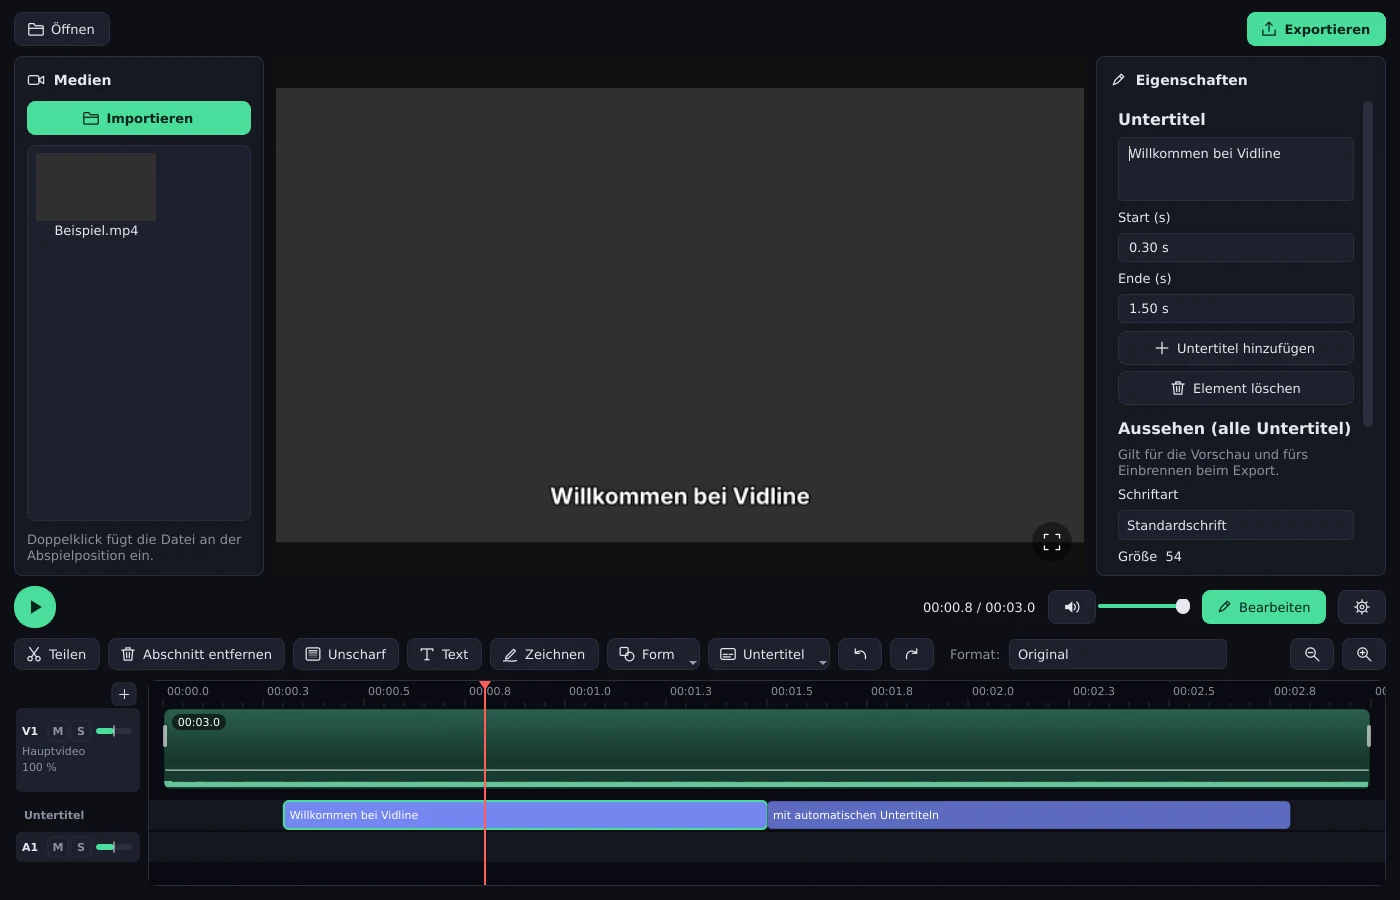 Öffnen
Exportieren
Medien
Importieren
Beispiel.mp4
Doppelklick fügt die Datei an der
Abspielposition ein.
Willkommen bei Vidline
Eigenschaften
Untertitel
Willkommen bei Vidline
Start (s)
0.30 s
Ende (s)
1.50 s
Untertitel hinzufügen
Element löschen
Aussehen (alle Untertitel)
Gilt für die Vorschau und fürs
Einbrennen beim Export.
Schriftart
Standardschrift
Größe 54
00:00.8 / 00:03.0
Bearbeiten
Teilen
Abschnitt entfernen
Unscharf
Text
Zeichnen
Form
Untertitel
Format:
Original
00:00.0 00:00.3 00:00.5 00:00.8 00:01.0 00:01.3 00:01.5 00:01.8 00:02.0 00:02.3 00:02.5 00:02.8 00
V1 M S
Hauptvideo
100 %
00:03.0
Untertitel
Willkommen bei Vidline
mit automatischen Untertiteln
A1 M S